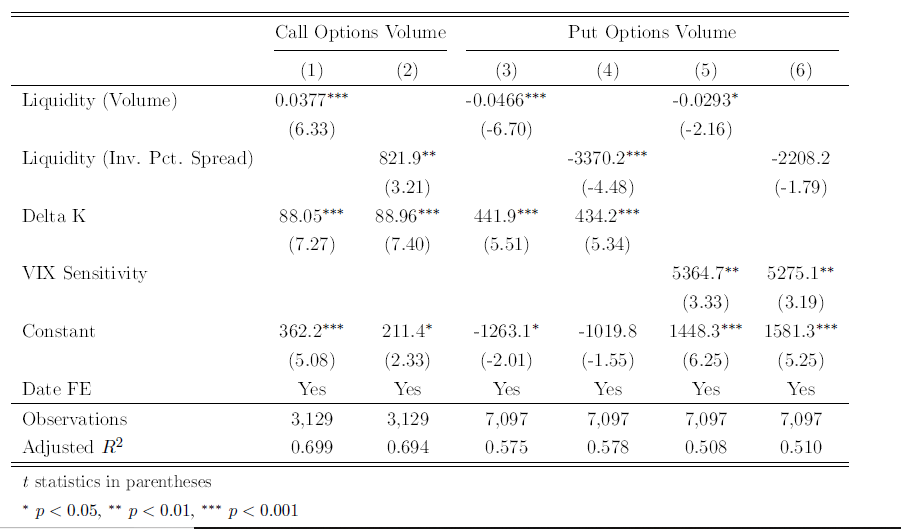 Call Options Volume Put Options Volume
(1) (2) (3) (4) (5) (6)
Liquidity (Volume) 0.0377*** -0.0466*** -0.0293*
(6.33) (-6.70) (-2.16)
Liquidity (Inv. Pct. Spread) 821.9** -3370.2*** -2208.2
(3.21) (-4.48) (-1.79)
Delta K 88.05*** 88.96*** 441.9*** 434.2***
(7.27) (7.40) (5.51) (5.34)
VIX Sensitivity 5364.7** 5275.1**
(3.33) (3.19)
Constant 362.2*** 211.4* -1263.1* -1019.8 1448.3*** 1581.3***
(5.08) (2.33) (-2.01) (-1.55) (6.25) (5.25)
Date FE Yes Yes Yes Yes Yes Yes
Observations 3,129 3,129 7,097 7,097 7,097 7,097
Adjusted R² 0.699 0.694 0.575 0.578 0.508 0.510
t statistics in parentheses
* p < 0.05, ** p < 0.01, *** p < 0.001